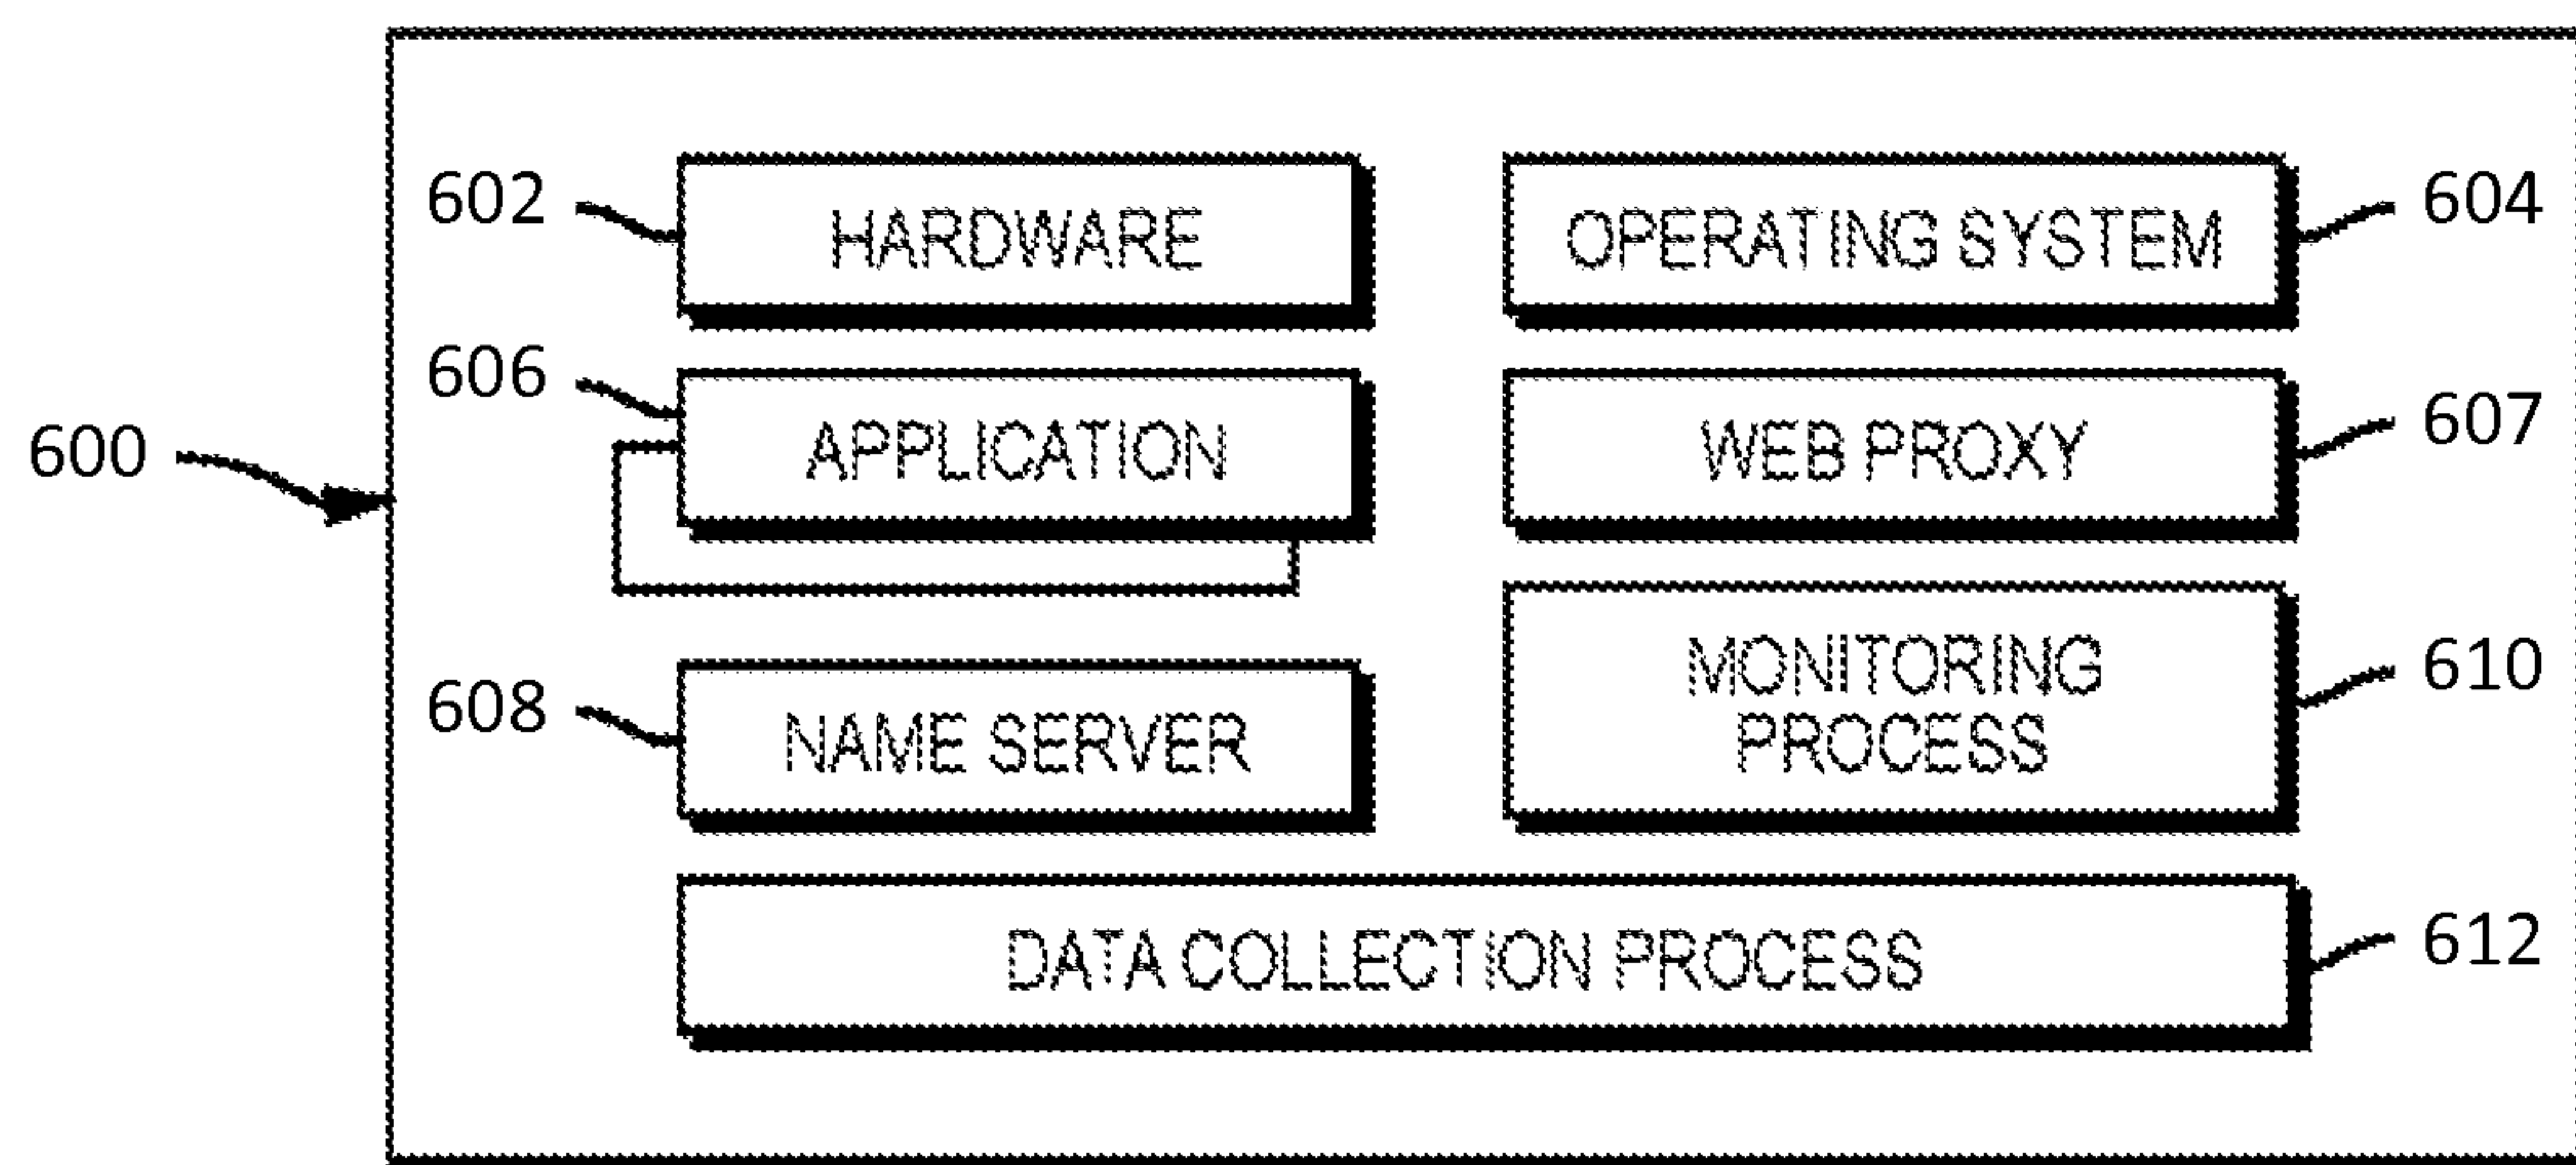 602 HARDWARE OPERATING SYSTEM 604
606 APPLICATION WEB PROXY 607
600
608 NAME SERVER MONITORING PROCESS 610
DATA COLLECTION PROCESS 612